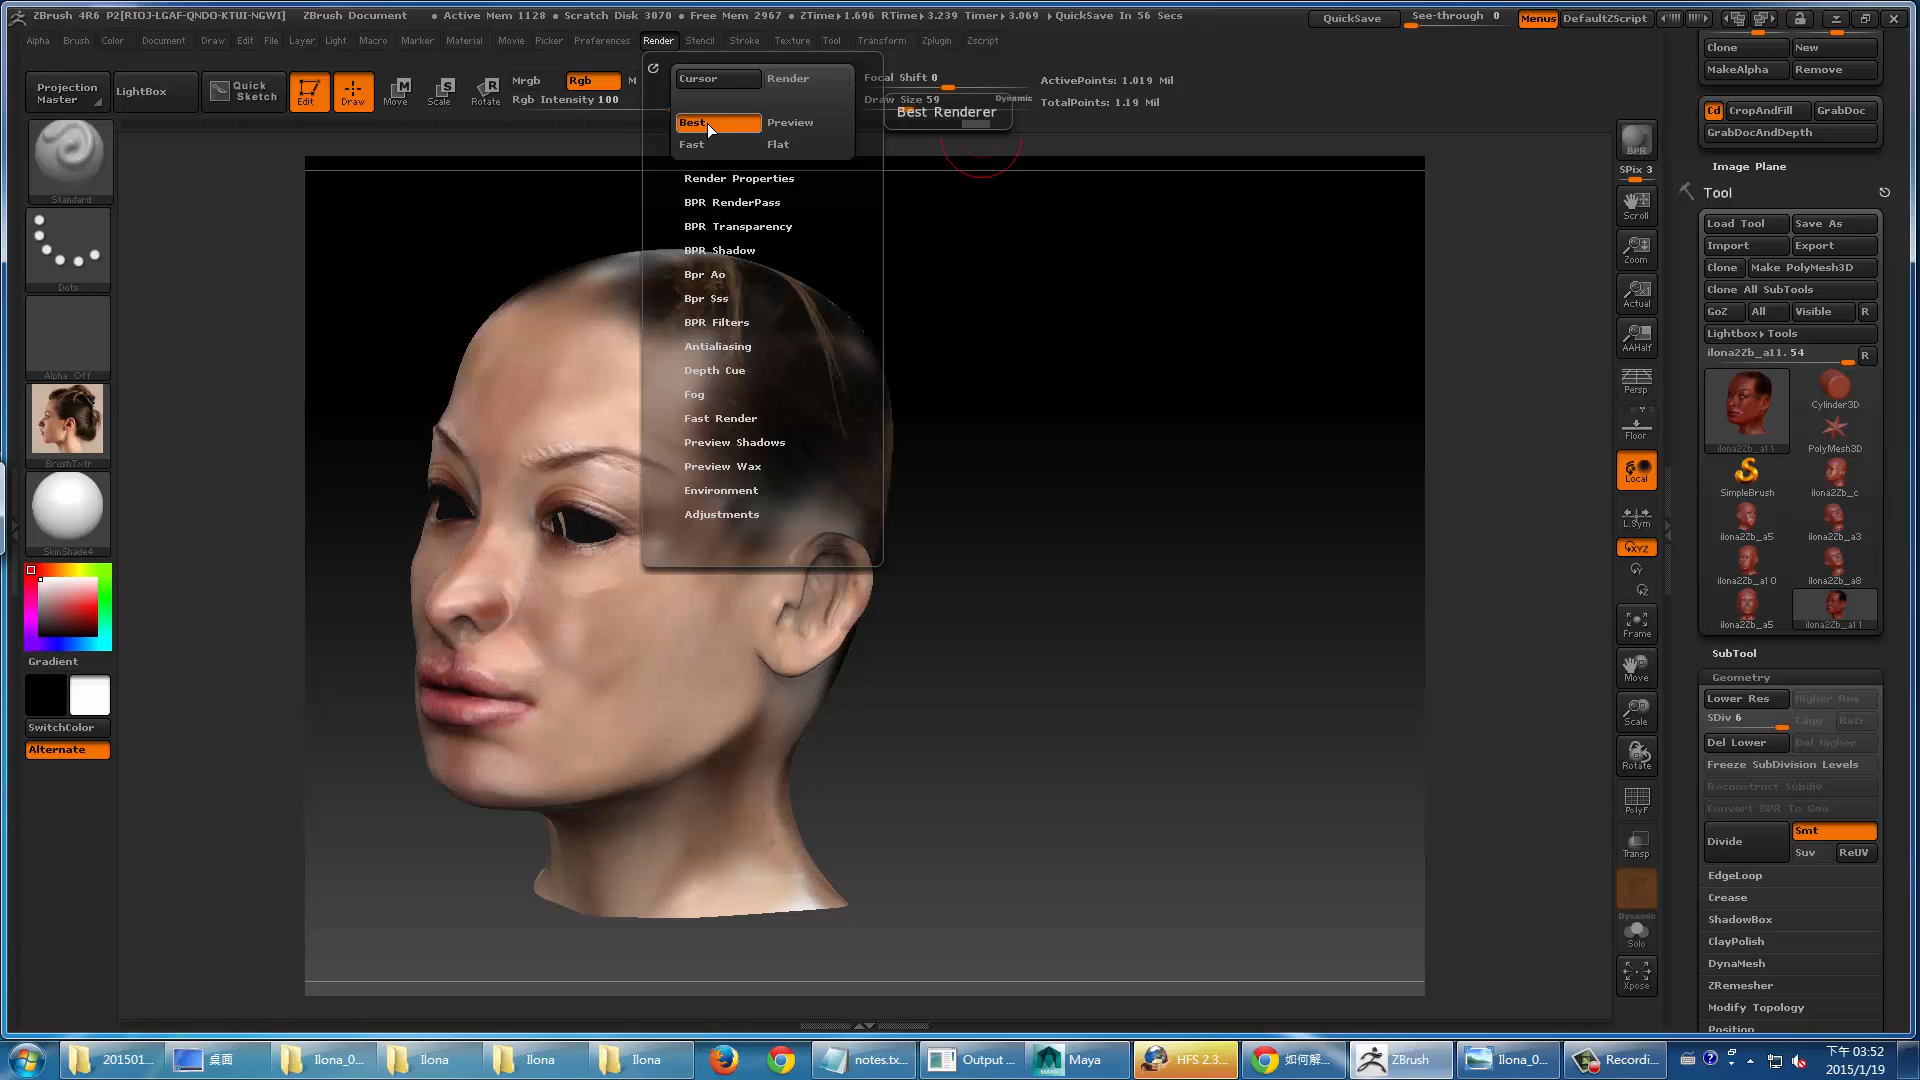 ZBrush 4R6 P2[RIOJ-LGAF-QNDO-KTUI-NGWI] ZBrush Document • Active Mem 1128 • Scratch Disk 3070 • Free Mem 2967 • ZTime▸1.696 RTime▸3.239 Timer▸3.069 ▸QuickSave In 56 Secs QuickSave See-through 0 Menus DefaultZScript
Alpha Brush Color Document Draw Edit File Layer Light Macro Marker Material Movie Picker Preferences Render Stencil Stroke Texture Tool Transform Zplugin Zscript
Projection Master
LightBox
Quick Sketch
Edit
Draw
Move
Scale
Rotate
Mrgb Rgb M
Rgb Intensity 100
Cursor Render
Best Preview
Fast Flat
Render Properties
BPR RenderPass
BPR Transparency
BPR Shadow
Bpr Ao
Bpr Sss
BPR Filters
Antialiasing
Depth Cue
Fog
Fast Render
Preview Shadows
Preview Wax
Environment
Adjustments
Focal Shift 0
Draw Size 59 Dynamic
Best Renderer
ActivePoints: 1.019 Mil
TotalPoints: 1.19 Mil
Standard
Dots
Alpha Off
BrushTxtr
SkinShade4
Gradient
SwitchColor
Alternate
BPR
SPix 3
Scroll
Zoom
Actual
AAHalf
Persp
Floor
Local
L.Sym
XYZ
Frame
Move
Scale
Rotate
PolyF
Transp
Dynamic
Solo
Xpose
Clone New
MakeAlpha Remove
Cd CropAndFill GrabDoc
GrabDocAndDepth
Image Plane
Tool
Load Tool Save As
Import Export
Clone Make PolyMesh3D
Clone All SubTools
GoZ All Visible R
Lightbox▸Tools
ilona2Zb_a11. 54 R
ilona2Zb_a11 Cylinder3D
PolyMesh3D
SimpleBrush ilona2Zb_c
ilona2Zb_a5 ilona2Zb_a3
ilona2Zb_a10 ilona2Zb_a8
ilona2Zb_a5 ilona2Zb_a11
SubTool
Geometry
Lower Res Higher Res
SDiv 6 Cage Rstr
Del Lower Del Higher
Freeze SubDivision Levels
Reconstruct Subdiv
Convert BPR To Geo
Divide Smt
Suv ReUV
EdgeLoop
Crease
ShadowBox
ClayPolish
DynaMesh
ZRemesher
Modify Topology
Position
201501... 桌面 Ilona_0... Ilona Ilona Ilona notes.tx... Output ... Maya HFS 2.3... 如何解... ZBrush Ilona_0... Recordi... 下午 03:52
2015/1/19